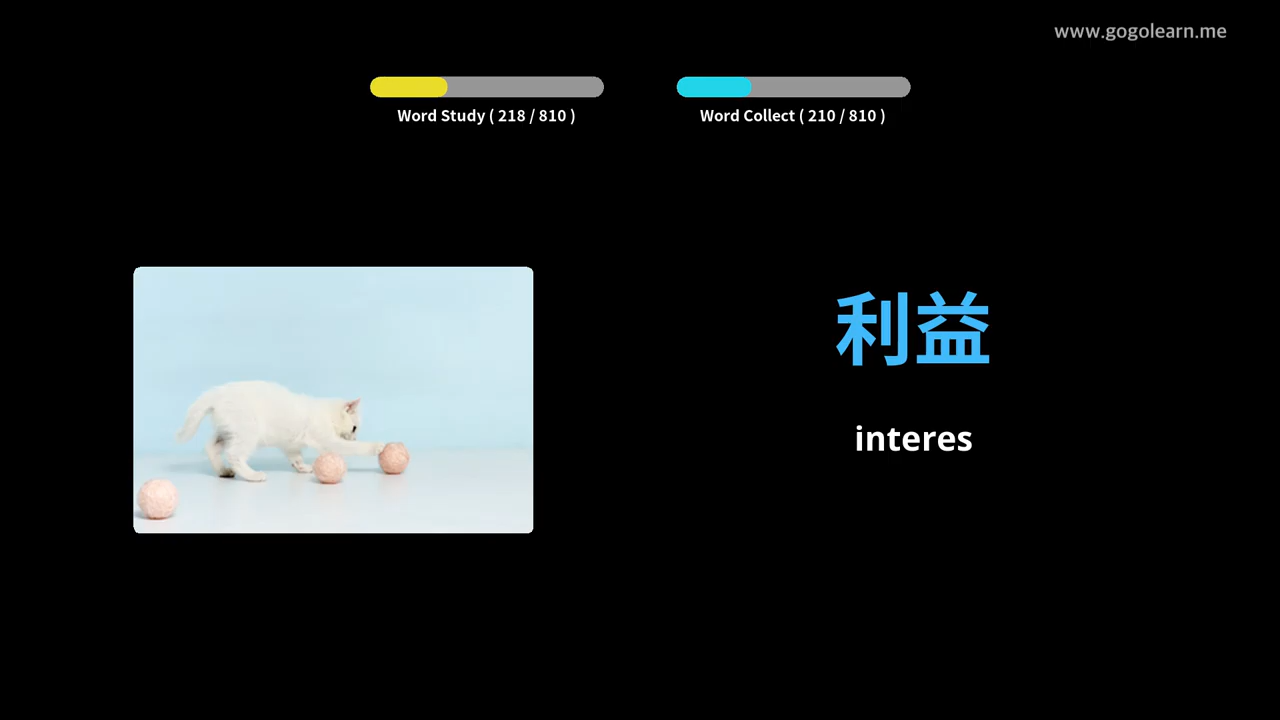 www.gogolearn.me
Word Study ( 218 / 810 )
Word Collect ( 210 / 810 )
利益
interes